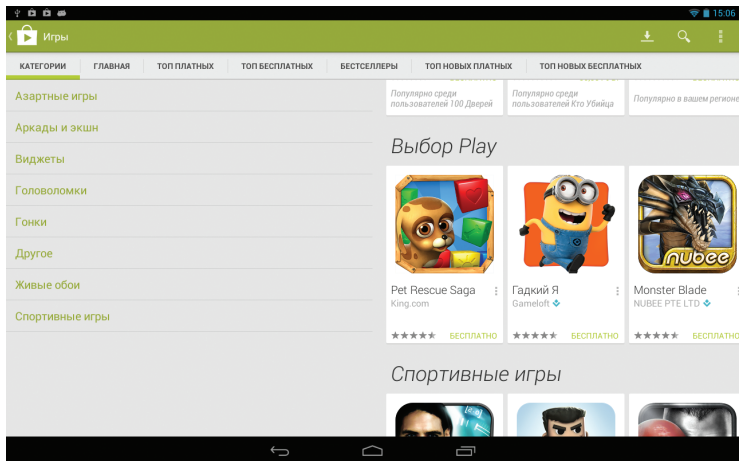 15:06
Игры
КАТЕГОРИИ
ГЛАВНАЯ
ТОП ПЛАТНЫХ
ТОП БЕСПЛАТНЫХ
БЕСТСЕЛЛЕРЫ
ТОП НОВЫХ ПЛАТНЫХ
ТОП НОВЫХ БЕСПЛАТНЫХ
Азартные игры
Аркады и экшн
Виджеты
Головоломки
Гонки
Другое
Живые обои
Спортивные игры
Популярно среди
пользователей 100 Дверей
Популярно среди
пользователей Кто Убийца
Популярно в вашем регионе
Выбор Play
nubee
Pet Rescue Saga
King.com
БЕСПЛАТНО
Гадкий Я
Gameloft
БЕСПЛАТНО
Monster Blade
NUBEE PTE LTD
БЕСПЛАТНО
Спортивные игры